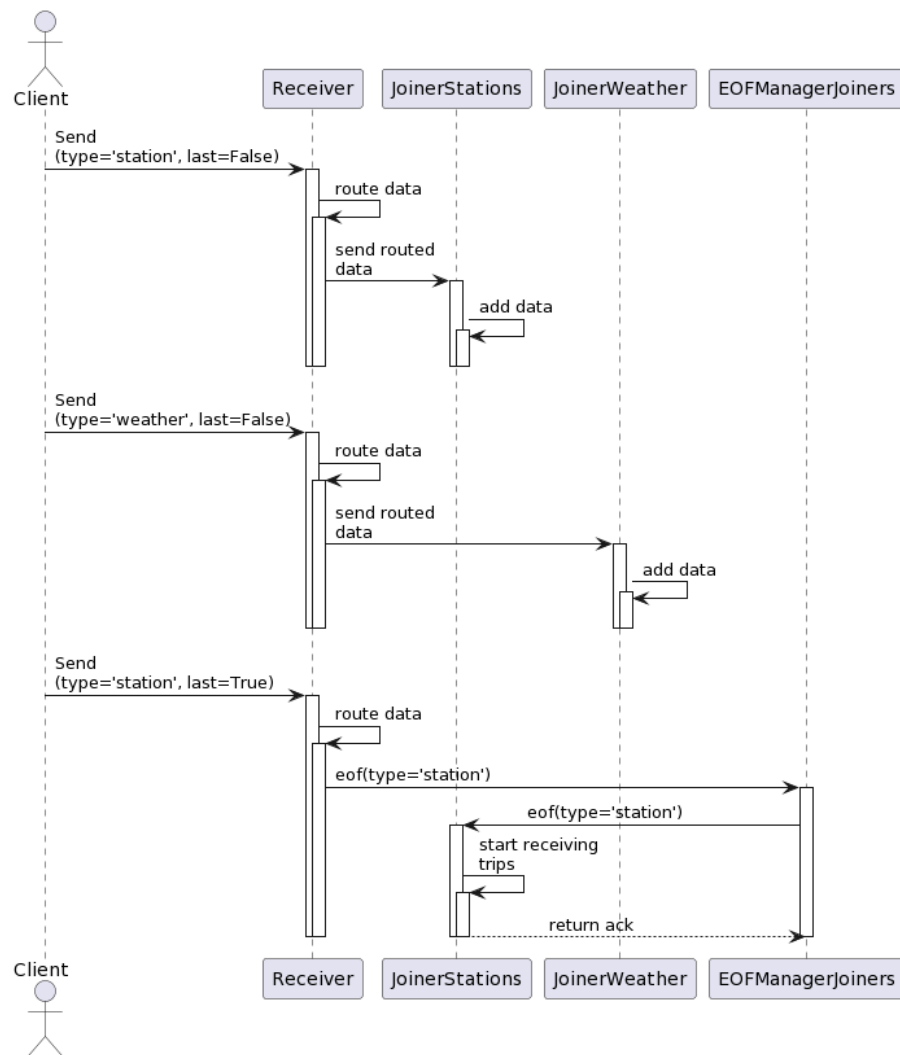 Client
Receiver
JoinerStations
JoinerWeather
EOFManagerJoiners
Send
(type='station', last=False)
route data
send routed
data
add data
Send
(type='weather', last=False)
route data
send routed
data
add data
Send
(type='station', last=True)
route data
eof(type='station')
eof(type='station')
start receiving
trips
return ack
Client
Receiver
JoinerStations
JoinerWeather
EOFManagerJoiners